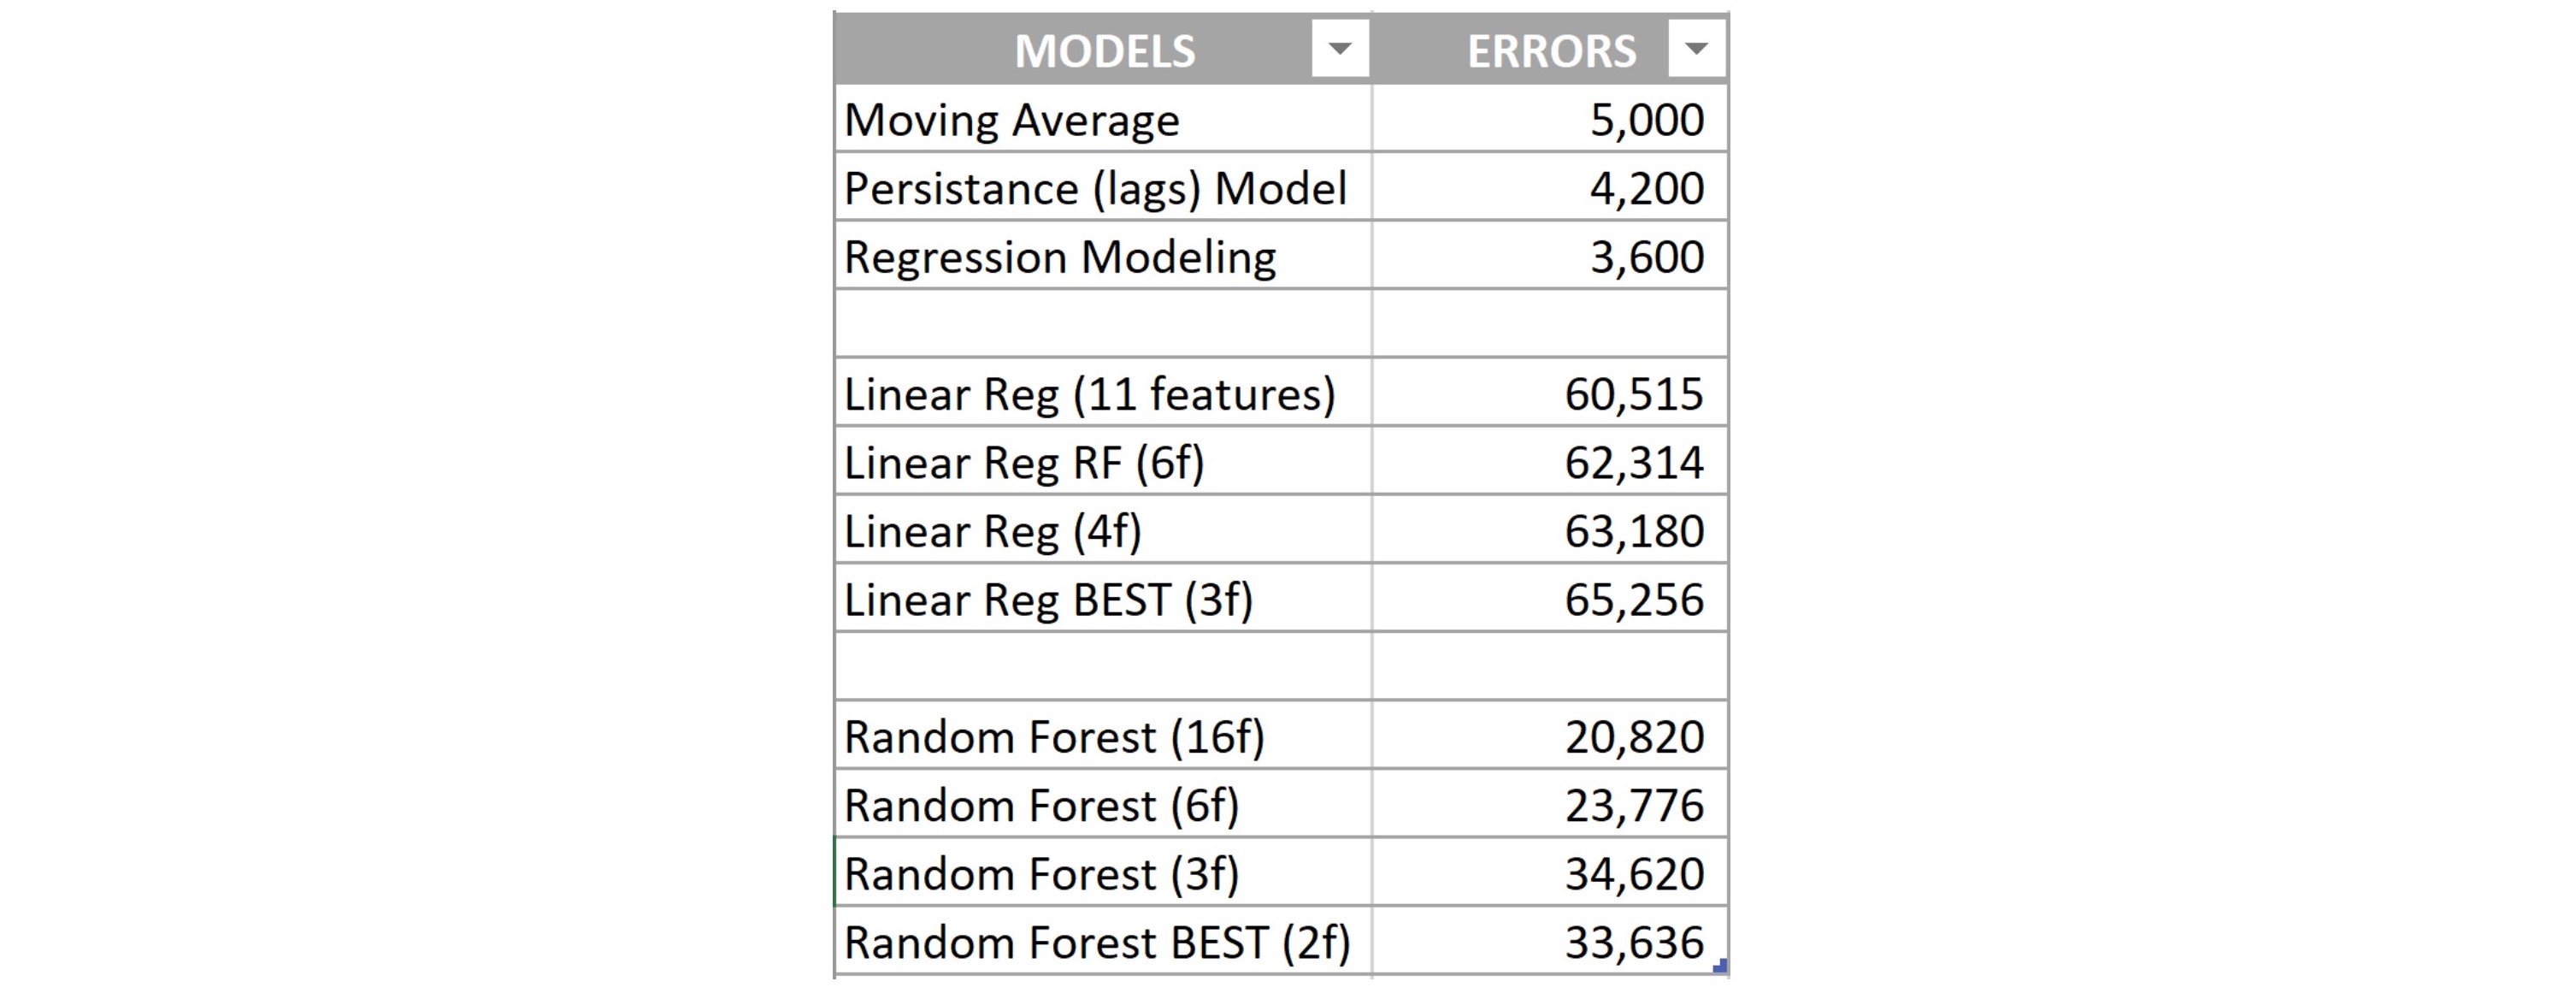 MODELS ERRORS
Moving Average 5,000
Persistance (lags) Model 4,200
Regression Modeling 3,600
Linear Reg (11 features) 60,515
Linear Reg RF (6f) 62,314
Linear Reg (4f) 63,180
Linear Reg BEST (3f) 65,256
Random Forest (16f) 20,820
Random Forest (6f) 23,776
Random Forest (3f) 34,620
Random Forest BEST (2f) 33,636